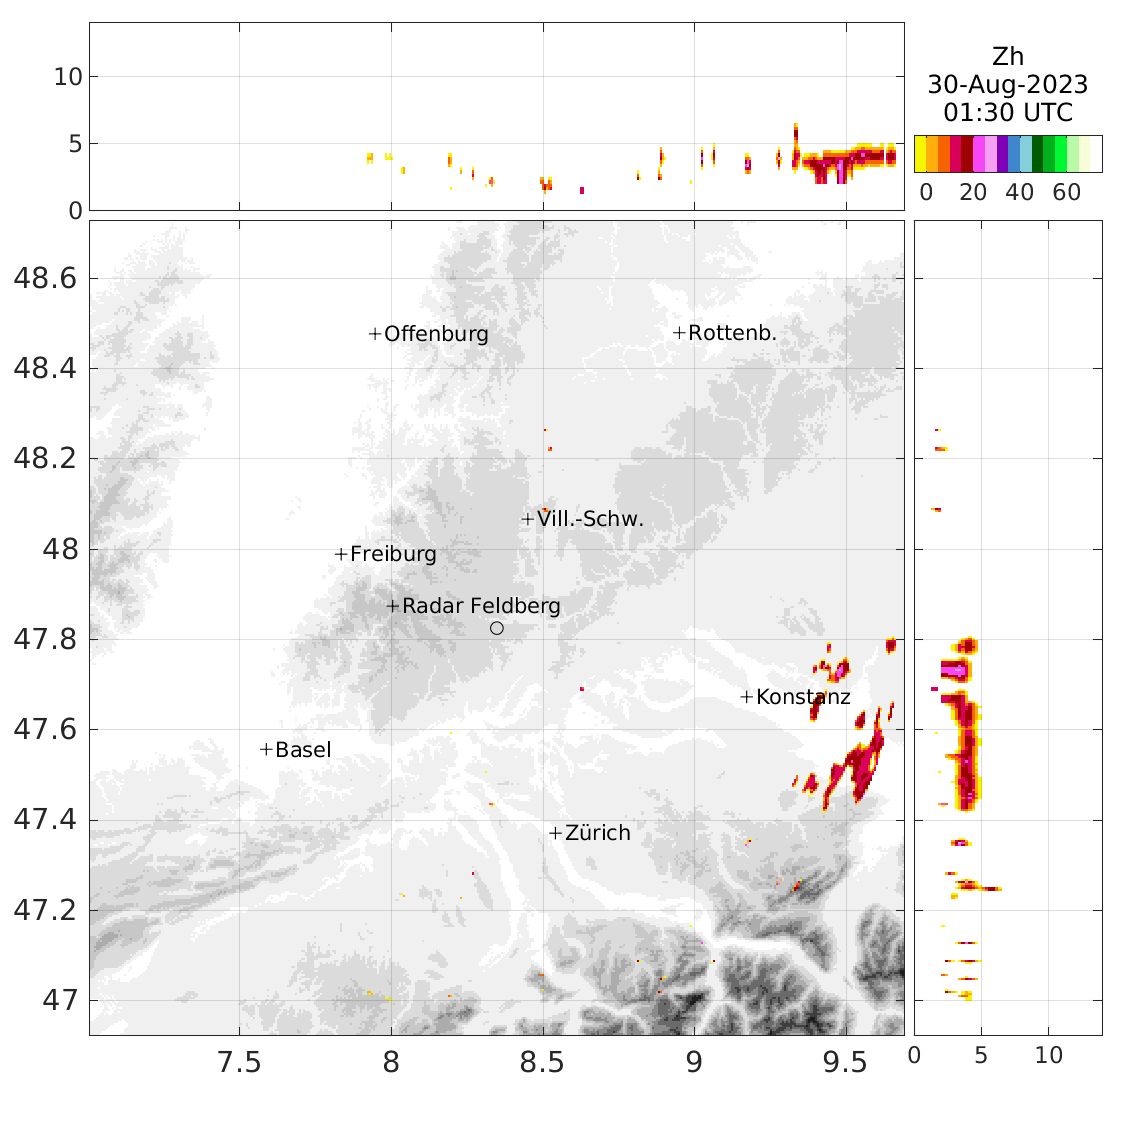 10
5
0
Zh
30-Aug-2023
01:30 UTC
0 20 40 60
48.6
48.4
48.2
48
47.8
47.6
47.4
47.2
47
Offenburg
Rottenb.
Vill.-Schw.
Freiburg
Radar Feldberg
Konstanz
Basel
Zürich
7.5 8 8.5 9 9.5
0 5 10